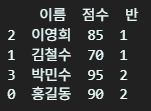 이름 점수 반
2 이영희 85 1
1 김철수 70 1
3 박민수 95 2
0 홍길동 90 2